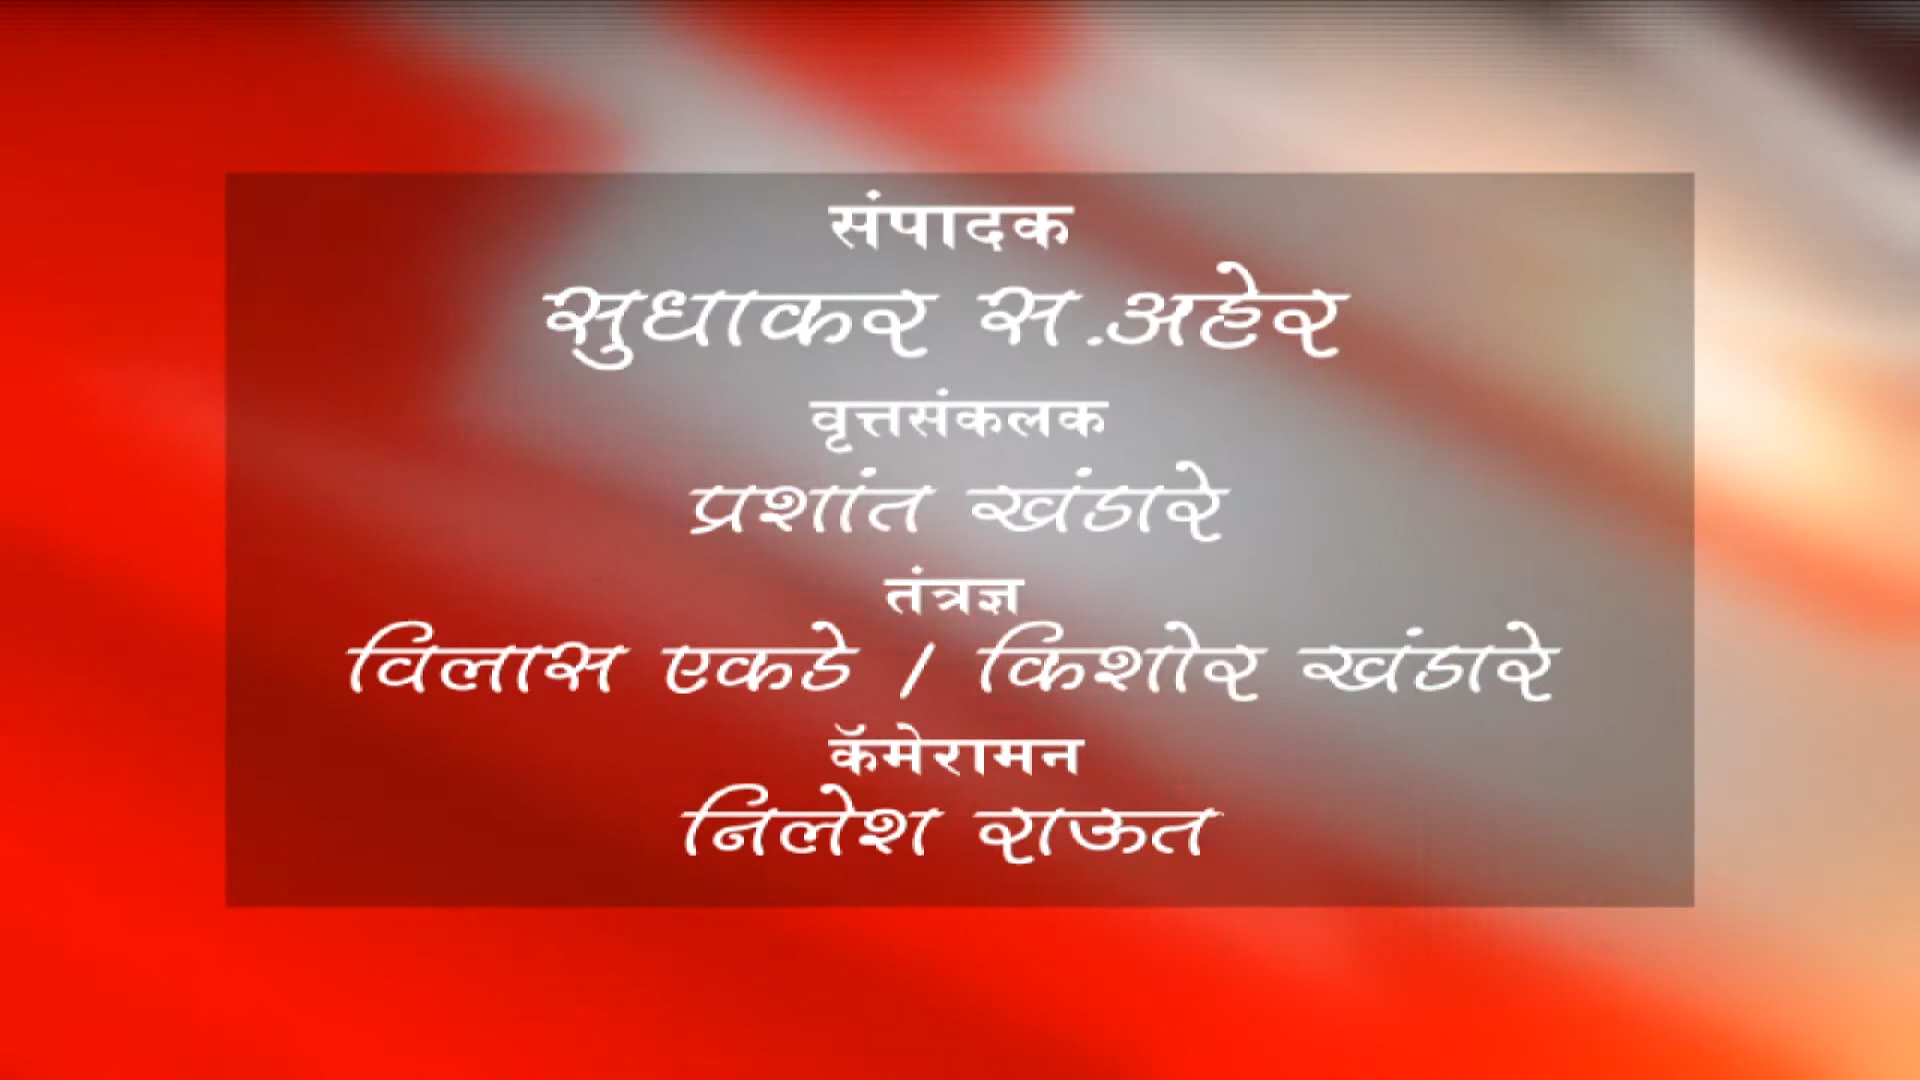 संपादक
सुधाकर स.अहेर
वृत्तसंकलक
प्रशांत खंडारे
तंत्रज्ञ
विलास एकडे / किशोर खंडारे
कॅमेरामन
निलेश राऊत